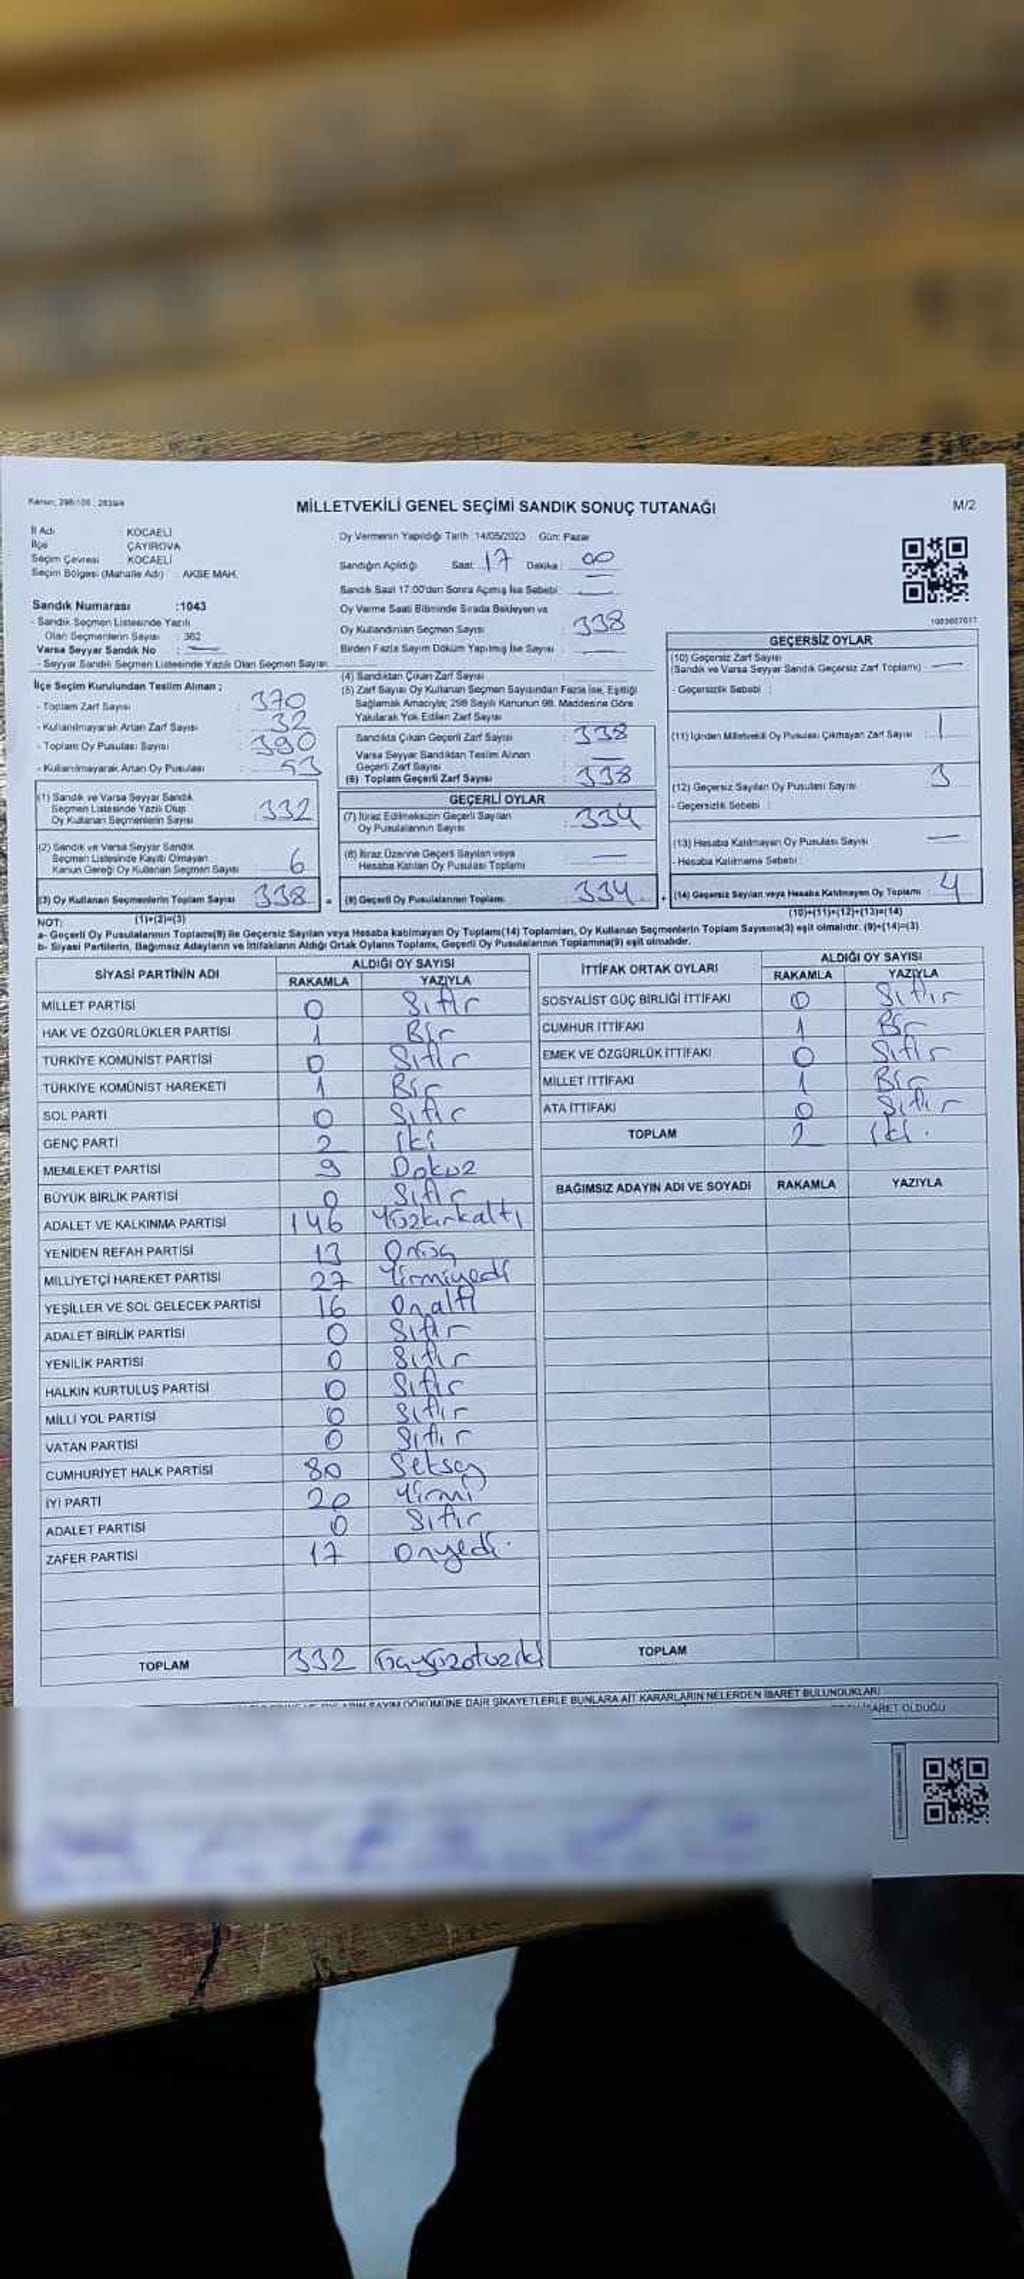 Kanun: 298/105 , 2839/4
MİLLETVEKİLİ GENEL SEÇİMİ SANDIK SONUÇ TUTANAĞI
M/2
İl Adı : KOCAELİ
İlçe : ÇAYIROVA
Seçim Çevresi : KOCAELİ
Seçim Bölgesi (Mahalle Adı) : AKSE MAH.
Sandık Numarası :1043
- Sandık Seçmen Listesinde Yazılı
Olan Seçmenlerin Sayısı : 362
Varsa Seyyar Sandık No : —
- Seyyar Sandık Seçmen Listesinde Yazılı Olan Seçmen Sayısı
Oy Vermenin Yapıldığı Tarih :14/05/2023 Gün: Pazar
Sandığın Açıldığı Saat: 17 Dakika : 00
Sandık Saat 17.00'den Sonra Açımış İse Sebebi : —
Oy Verme Saati Bitiminde Sırada Bekleyen ve
Oy Kullandırılan Seçmen Sayısı : 338
Birden Fazla Sayım Döküm Yapılmış İse Sayısı : —
1003607017
İlçe Seçim Kurulundan Teslim Alınan ;
- Toplam Zarf Sayısı : 370
- Kullanılmayarak Artan Zarf Sayısı : 32
- Toplam Oy Pusulası Sayısı : 390
- Kullanılmayarak Artan Oy Pusulası : 53
(1) Sandık ve Varsa Seyyar Sandık
Seçmen Listesinde Yazılı Olup
Oy Kullanan Seçmenlerin Sayısı : 332
(2) Sandık ve Varsa Seyyar Sandık
Seçmen Listesinde Kayıtlı Olmayan
Kanun Gereği Oy Kullanan Seçmen Sayısı : 6
(3) Oy Kullanan Seçmenlerin Toplam Sayısı : 338
(1)+(2)=(3)
(4) Sandıktan Çıkan Zarf Sayısı :
(5) Zarf Sayısı Oy Kullanan Seçmen Sayısından Fazla İse, Eşitliği
Sağlamak Amacıyla; 298 Sayılı Kanunun 98. Maddesine Göre
Yakılarak Yok Edilen Zarf Sayısı :
Sandıkta Çıkan Geçerli Zarf Sayısı : 338
Varsa Seyyar Sandıktan Teslim Alınan
Geçerli Zarf Sayısı : —
(6) Toplam Geçerli Zarf Sayısı : 338
GEÇERLİ OYLAR
(7) İtiraz Edilmeksizin Geçerli Sayılan
Oy Pusulalarının Sayısı : 334
(8) İtiraz Üzerine Geçerli Sayılan veya
Hesaba Katılan Oy Pusulası Toplamı : —
(9) Geçerli Oy Pusulalarının Toplamı : 334
GEÇERSİZ OYLAR
(10) Geçersiz Zarf Sayısı
(Sandık ve Varsa Seyyar Sandık Geçersiz Zarf Toplamı) : —
- Geçersizlik Sebebi :
(11) İçinden Milletvekili Oy Pusulası Çıkmayan Zarf Sayısı : 1
(12) Geçersiz Sayılan Oy Pusulası Sayısı : 3
- Geçersizlik Sebebi :
(13) Hesaba Katılmayan Oy Pusulası Sayısı : —
- Hesaba Katılmama Sebebi :
(14) Geçersiz Sayılan veya Hesaba Katılmayan Oy Toplamı : 4
(10)+(11)+(12)+(13)=(14)
NOT:
a- Geçerli Oy Pusulalarının Toplamı(9) ile Geçersiz Sayılan veya Hesaba katılmayan Oy Toplamı(14) Toplamları, Oy Kullanan Seçmenlerin Toplam Sayısına(3) eşit olmalıdır. (9)+(14)=(3)
b- Siyasi Partilerin, Bağımsız Adayların ve İttifakların Aldığı Ortak Oyların Toplamı, Geçerli Oy Pusulalarının Toplamına(9) eşit olmalıdır.
SİYASİ PARTİNİN ADI ALDIĞI OY SAYISI
RAKAMLA YAZIYLA
MİLLET PARTİSİ 0 Sıfır
HAK VE ÖZGÜRLÜKLER PARTİSİ 1 Bir
TÜRKİYE KOMÜNİST PARTİSİ 0 Sıfır
TÜRKİYE KOMÜNİST HAREKETİ 1 Bir
SOL PARTİ 0 Sıfır
GENÇ PARTİ 2 İki
MEMLEKET PARTİSİ 9 Dokuz
BÜYÜK BİRLİK PARTİSİ 0 Sıfır
ADALET VE KALKINMA PARTİSİ 146 Yüzkırkaltı
YENİDEN REFAH PARTİSİ 13 Onüç
MİLLİYETÇİ HAREKET PARTİSİ 27 Yirmiyedi
YEŞİLLER VE SOL GELECEK PARTİSİ 16 Onaltı
ADALET BİRLİK PARTİSİ 0 Sıfır
YENİLİK PARTİSİ 0 Sıfır
HALKIN KURTULUŞ PARTİSİ 0 Sıfır
MİLLİ YOL PARTİSİ 0 Sıfır
VATAN PARTİSİ 0 Sıfır
CUMHURİYET HALK PARTİSİ 80 Seksen
İYİ PARTİ 20 Yirmi
ADALET PARTİSİ 0 Sıfır
ZAFER PARTİSİ 17 Onyedi.
TOPLAM 332 üçyüzotuziki
İTTİFAK ORTAK OYLARI ALDIĞI OY SAYISI
RAKAMLA YAZIYLA
SOSYALİST GÜÇ BİRLİĞİ İTTİFAKI 0 Sıfır
CUMHUR İTTİFAKI 1 Bir
EMEK VE ÖZGÜRLÜK İTTİFAKI 0 Sıfır
MİLLET İTTİFAKI 1 Bir
ATA İTTİFAKI 0 Sıfır
TOPLAM 2 İki.
BAĞIMSIZ ADAYIN ADI VE SOYADI RAKAMLA YAZIYLA
TOPLAM
SAYIM DÖKÜMÜNE DAİR ŞİKAYETLERLE BUNLARA AİT KARARLARIN NELERDEN İBARET BULUNDUKLARI
İBARET OLDUĞU